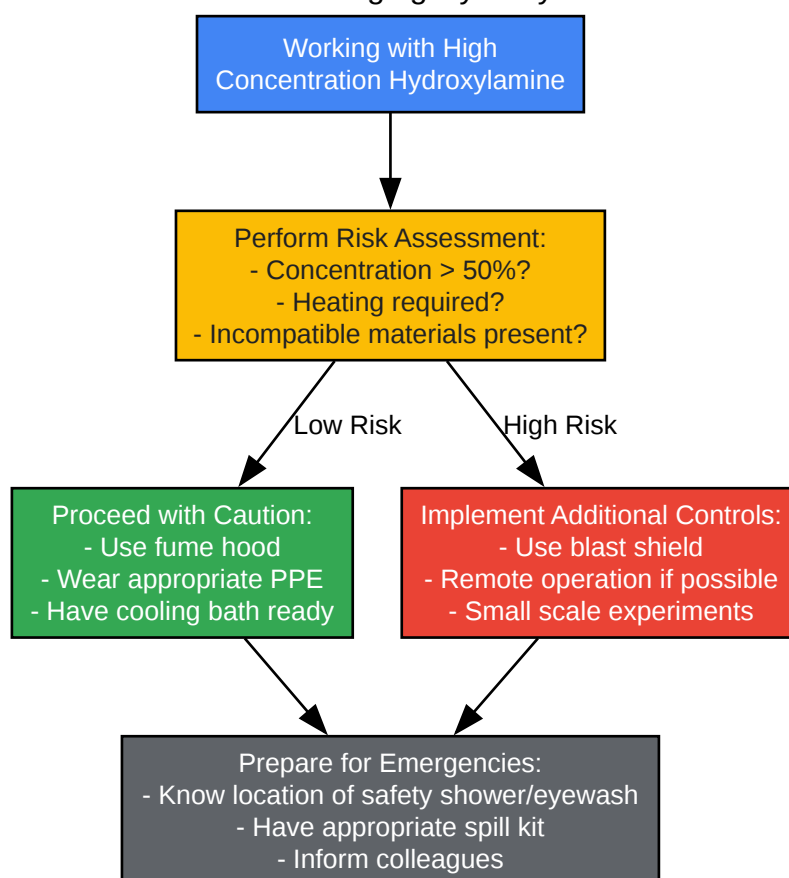 Working with High
Concentration Hydroxylamine
Perform Risk Assessment:
- Concentration > 50%?
- Heating required?
- Incompatible materials present?
Low Risk
High Risk
Proceed with Caution:
- Use fume hood
- Wear appropriate PPE
- Have cooling bath ready
Implement Additional Controls:
- Use blast shield
- Remote operation if possible
- Small scale experiments
Prepare for Emergencies:
- Know location of safety shower/eyewash
- Have appropriate spill kit
- Inform colleagues